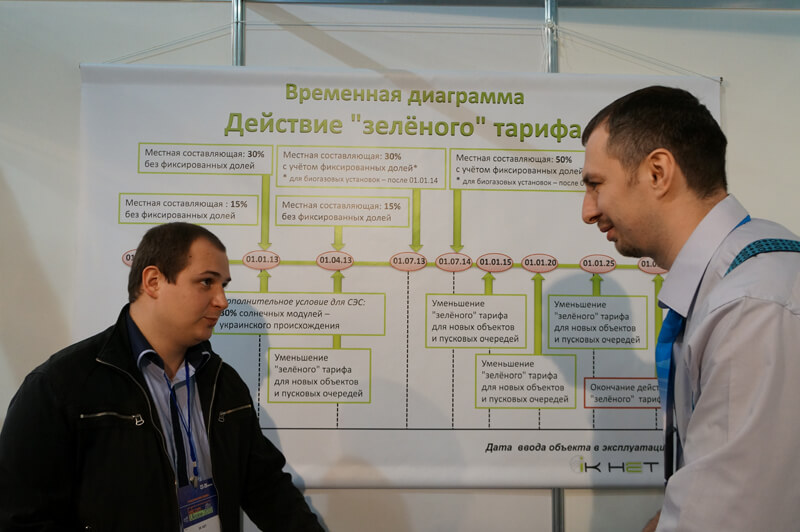 Временная диаграмма
Действие "зелёного" тарифа
Местная составляющая: 30%
без фиксированных долей
Местная составляющая: 30%
с учётом фиксированных долей*
* для биогазовых установок – после 01.01.14
Местная составляющая: 50%
с учётом фиксированных долей
* для биогазовых установок – после
Местная составляющая : 15%
без фиксированных долей
Местная составляющая: 15%
без фиксированных долей
01.01.13
01.04.13
01.07.13
01.07.14
01.01.15
01.01.20
01.01.25
условие для СЭС:
солнечных модулей –
украинского происхождения
Уменьшение
"зелёного" тарифа
для новых объектов
и пусковых очередей
Уменьшение
"зелёного" тарифа
для новых объектов
и пусковых очередей
Уменьшение
"зелёного" тарифа
для новых объектов
и пусковых очередей
Уменьшение
"зелёного" тарифа
для новых объектов
и пусковых очередей
Окончание
"зелёного"
Дата ввода объекта в
ІК НЕТ